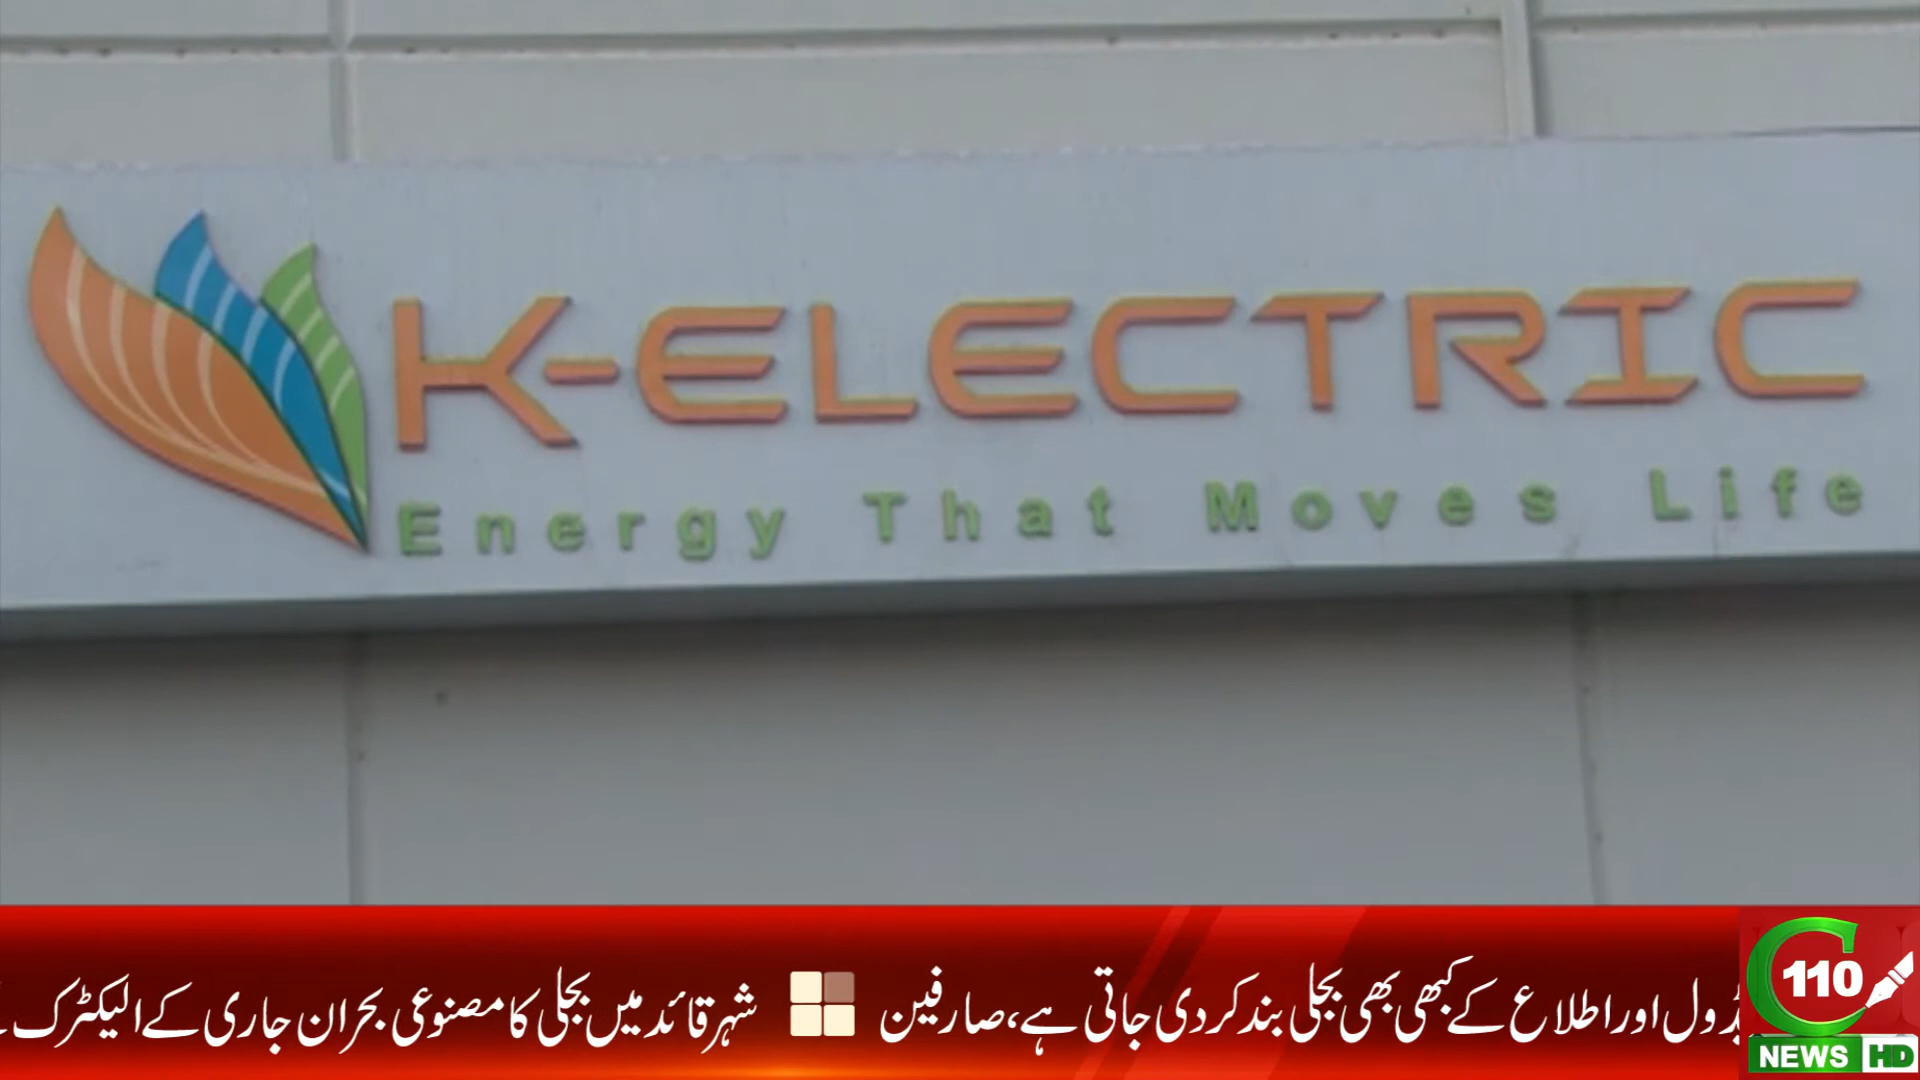 K-ELECTRIC
Energy That Moves Life
ڈول اور اطلاع کے کبھی بھی بجلی بند کردی جاتی ہے، صارفین
شہر قائد میں بجلی کا مصنوعی بحران جاری کے الیکٹرک
C 110
NEWS HD